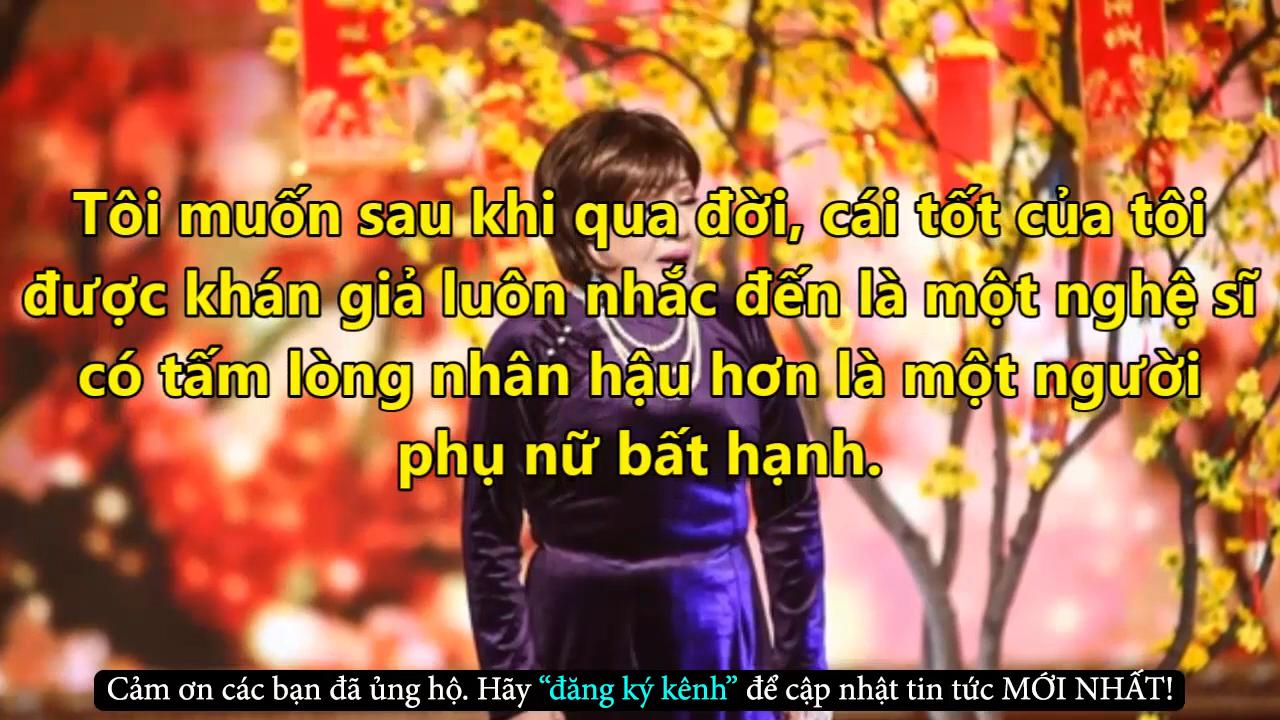 Tôi muốn sau khi qua đời, cái tốt của tôi
được khán giả luôn nhắc đến là một nghệ sĩ
có tấm lòng nhân hậu hơn là một người
phụ nữ bất hạnh.
Cảm ơn các bạn đã ủng hộ. Hãy “đăng ký kênh” để cập nhật tin tức MỚI NHẤT!